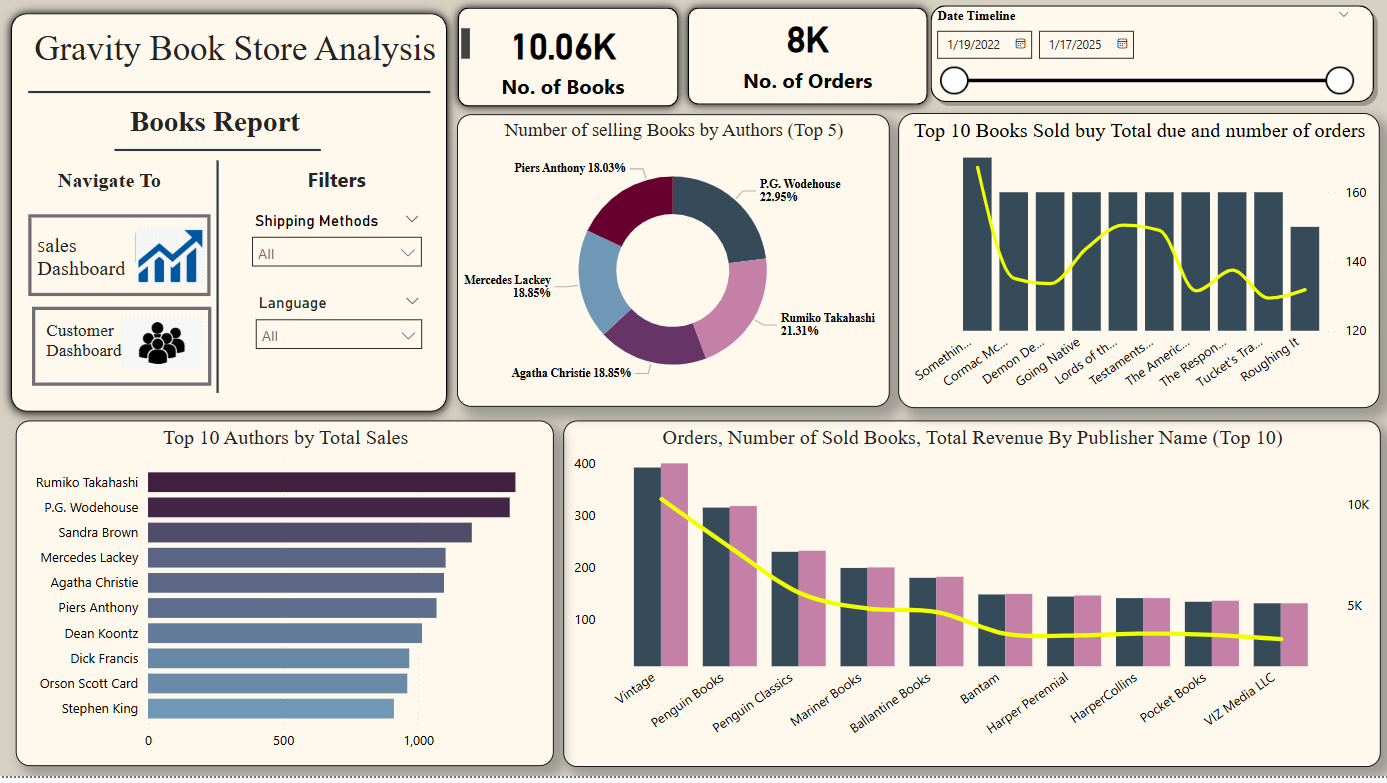 Gravity Book Store Analysis
Books Report
Navigate To
sales
Dashboard
Customer
Dashboard
Filters
Shipping Methods
All
Language
All
10.06K
No. of Books
8K
No. of Orders
Date Timeline
1/19/2022
1/17/2025
Number of selling Books by Authors (Top 5)
Piers Anthony 18.03%
P.G. Wodehouse
22.95%
Mercedes Lackey
18.85%
Rumiko Takahashi
21.31%
Agatha Christie 18.85%
Top 10 Books Sold buy Total due and number of orders
160
140
120
Somethin...
Cormac Mc...
Demon De...
Going Native
Lords of th...
Testaments...
The Americ...
The Respon...
Tucket's Tra...
Roughing It
Top 10 Authors by Total Sales
Rumiko Takahashi
P.G. Wodehouse
Sandra Brown
Mercedes Lackey
Agatha Christie
Piers Anthony
Dean Koontz
Dick Francis
Orson Scott Card
Stephen King
0
500
1,000
Orders, Number of Sold Books, Total Revenue By Publisher Name (Top 10)
400
300
200
100
10K
5K
Vintage
Penguin Books
Penguin Classics
Mariner Books
Ballantine Books
Bantam
Harper Perennial
HarperCollins
Pocket Books
VIZ Media LLC